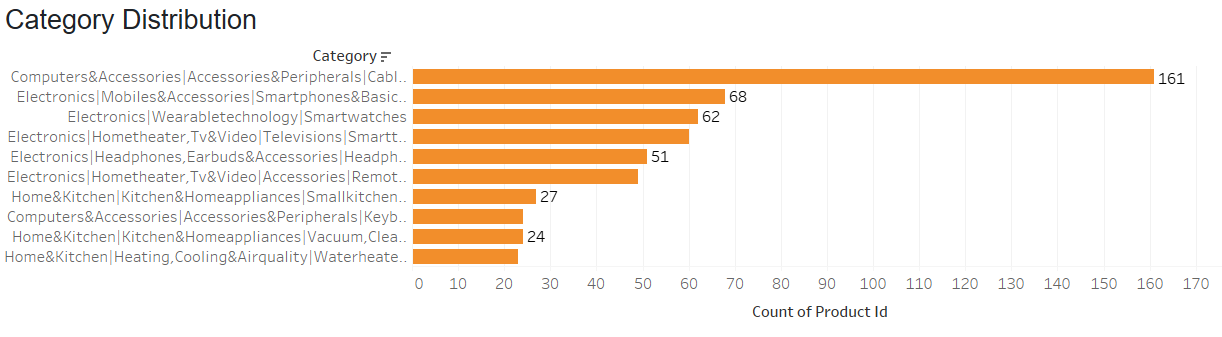 Category Distribution
Category
Computers&Accessories|Accessories&Peripherals|Cabl.. 161
Electronics|Mobiles&Accessories|Smartphones&Basic.. 68
Electronics|Wearabletechnology|Smartwatches 62
Electronics|Hometheater,Tv&Video|Televisions|Smartt..
Electronics|Headphones,Earbuds&Accessories|Headph.. 51
Electronics|Hometheater,Tv&Video|Accessories|Remot..
Home&Kitchen|Kitchen&Homeappliances|Smallkitchen.. 27
Computers&Accessories|Accessories&Peripherals|Keyb..
Home&Kitchen|Kitchen&Homeappliances|Vacuum,Clea.. 24
Home&Kitchen|Heating,Cooling&Airquality|Waterheate..
0 10 20 30 40 50 60 70 80 90 100 110 120 130 140 150 160 170
Count of Product Id